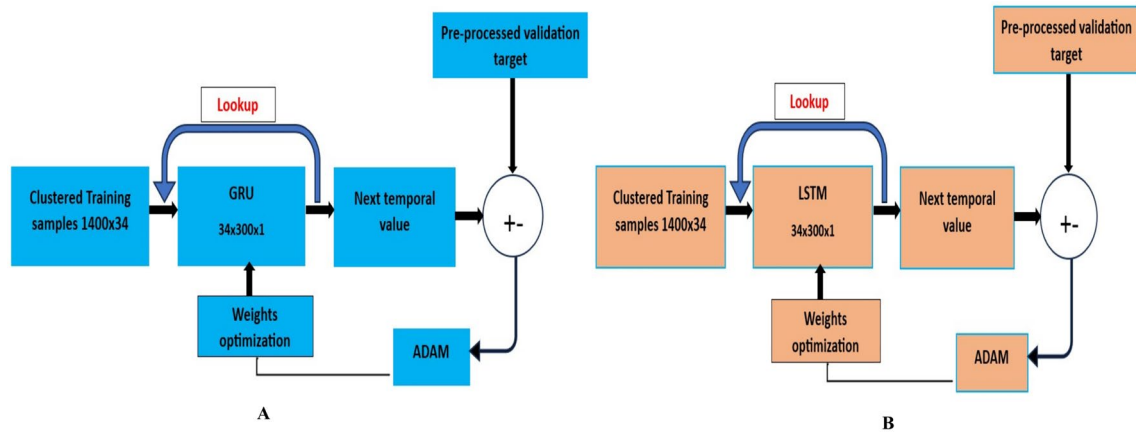 Pre-processed validation
target
Lookup
Clustered Training
samples 1400x34
GRU
34x300x1
Next temporal
value
+-
Weights
optimization
ADAM
A
Pre-processed validation
target
Lookup
Clustered Training
samples 1400x34
LSTM
34x300x1
Next temporal
value
+-
Weights
optimization
ADAM
B